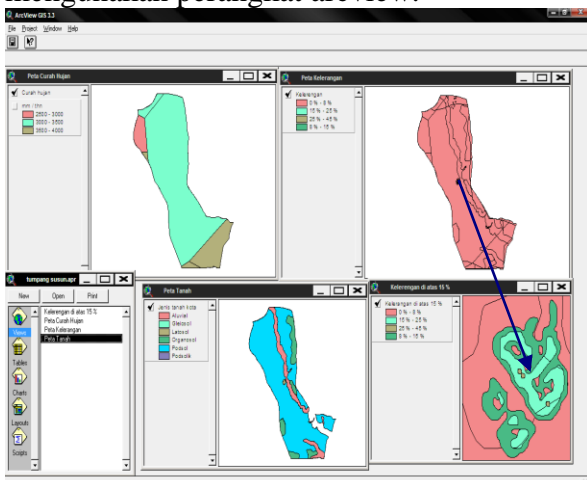 mengunanan perangkat arcview.
ArcView GIS 3.3
File Project Window Help
Peta Curah Hujan
Curah hujan
mm / thn
2500 - 3000
3000 - 3500
3500 - 4000
Peta Kelerangan
Kelerengan
0 % - 8 %
15 % - 25 %
25 % - 45 %
8 % - 15 %
tumpang susun.apr
New Open Print
Views
Tables
Charts
Layouts
Scripts
Kelerengan di atas 15 %
Peta Curah Hujan
Peta Kelerangan
Peta Tanah
Peta Tanah
Jenis tanah kota
Aluvial
Gleisol
Latosol
Organosol
Podsol
Podsolik
Kelerengan di atas 15 %
Kelerengan di atas 15 %
0 % - 8 %
15 % - 25 %
25 % - 45 %
8 % - 15 %